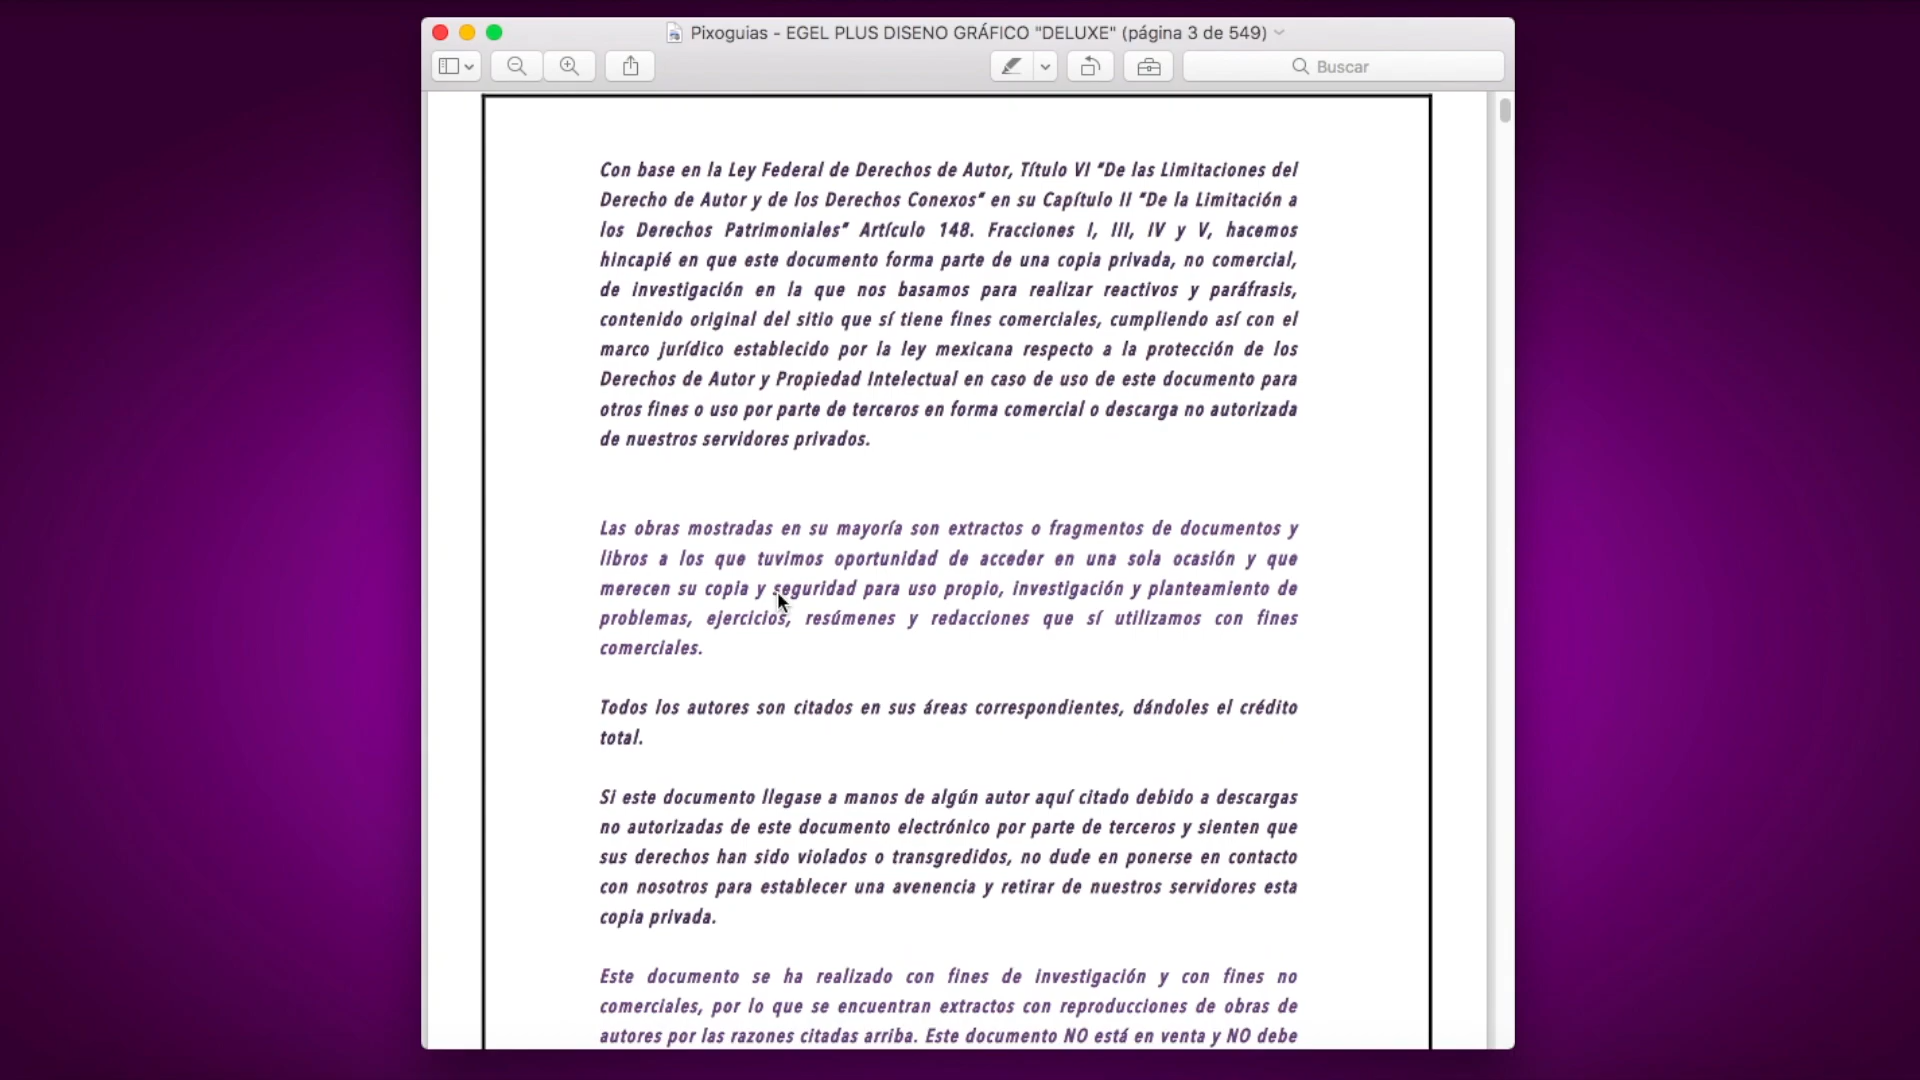 Pixoguias - EGEL PLUS DISENO GRÁFICO "DELUXE" (página 3 de 549)
Buscar
Con base en la Ley Federal de Derechos de Autor, Título VI “De las Limitaciones del
Derecho de Autor y de los Derechos Conexos“ en su Capítulo II “De la Limitación a
los Derechos Patrimoniales” Artículo 148. Fracciones I, III, IV y V, hacemos
hincapié en que este documento forma parte de una copia privada, no comercial,
de investigación en la que nos basamos para realizar reactivos y paráfrasis,
contenido original del sitio que sí tiene fines comerciales, cumpliendo así con el
marco jurídico establecido por la ley mexicana respecto a la protección de los
Derechos de Autor y Propiedad Intelectual en caso de uso de este documento para
otros fines o uso por parte de terceros en forma comercial o descarga no autorizada
de nuestros servidores privados.
Las obras mostradas en su mayoría son extractos o fragmentos de documentos y
libros a los que tuvimos oportunidad de acceder en una sola ocasión y que
merecen su copia y seguridad para uso propio, investigación y planteamiento de
problemas, ejercicios, resúmenes y redacciones que sí utilizamos con fines
comerciales.
Todos los autores son citados en sus áreas correspondientes, dándoles el crédito
total.
Si este documento llegase a manos de algún autor aquí citado debido a descargas
no autorizadas de este documento electrónico por parte de terceros y sienten que
sus derechos han sido violados o transgredidos, no dude en ponerse en contacto
con nosotros para establecer una avenencia y retirar de nuestros servidores esta
copia privada.
Este documento se ha realizado con fines de investigación y con fines no
comerciales, por lo que se encuentran extractos con reproducciones de obras de
autores por las razones citadas arriba. Este documento NO está en venta y NO debe